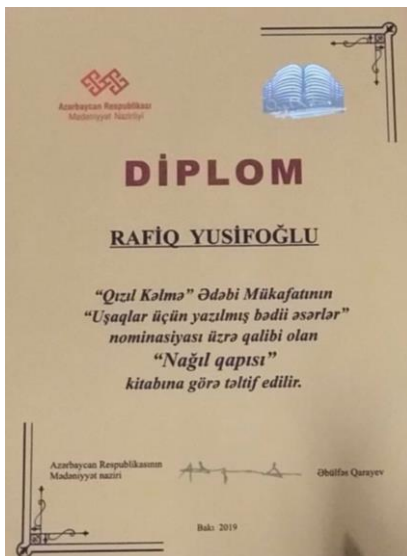 Azərbaycan Respublikası
Mədəniyyət Nazirliyi
DİPLOM
RAFİQ YUSİFOĞLU
“Qızıl Kəlmə” Ədəbi Mükafatının
“Uşaqlar üçün yazılmış bədii əsərlər”
nominasiyası üzrə qalibi olan
“Nağıl qapısı”
kitabına görə təltif edilir.
Azərbaycan Respublikasının
Mədəniyyət naziri
Əbülfəs Qarayev
Bakı 2019